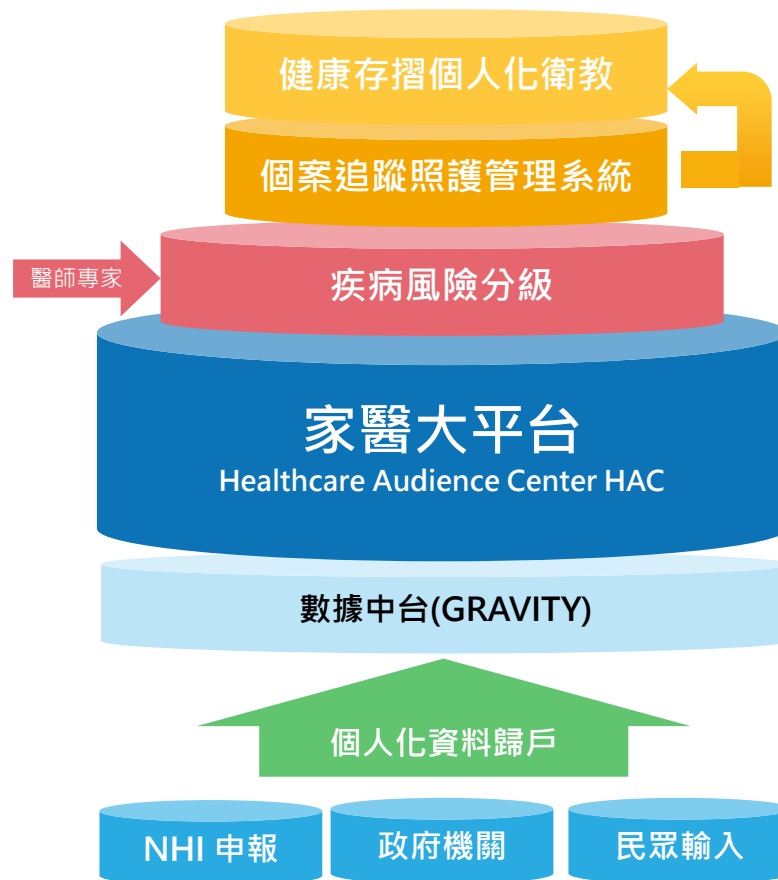 健康存摺個人化衛教
個案追蹤照護管理系統
醫師專家
疾病風險分級
家醫大平台
Healthcare Audience Center HAC
數據中台(GRAVITY)
個人化資料歸戶
NHI 申報
政府機關
民眾輸入